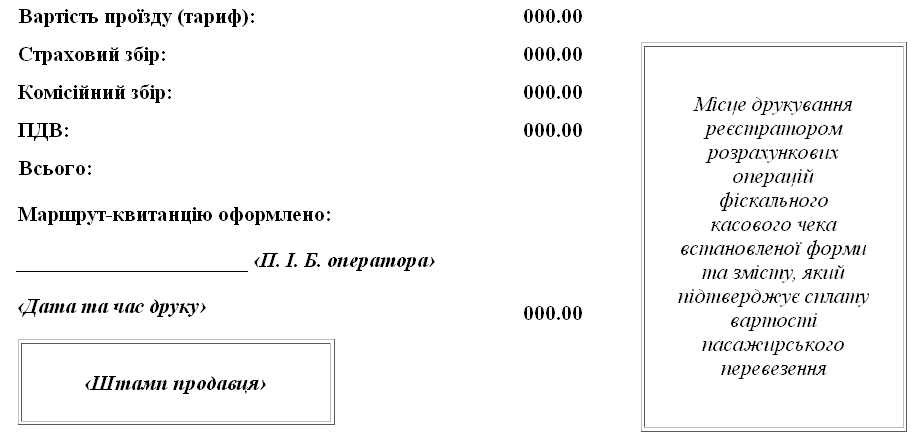 Вартість проїзду (тариф): 000.00
Страховий збір: 000.00
Комісійний збір: 000.00
ПДВ: 000.00
Всього:
Маршрут-квитанцію оформлено:
______________________ ‹П. І. Б. оператора›
‹Дата та час друку›
000.00
‹Штамп продавця›
Місце друкування
реєстратором
розрахункових
операцій
фіскального
касового чека
встановленої форми
та змісту, який
підтверджує сплату
вартості
пасажирського
перевезення